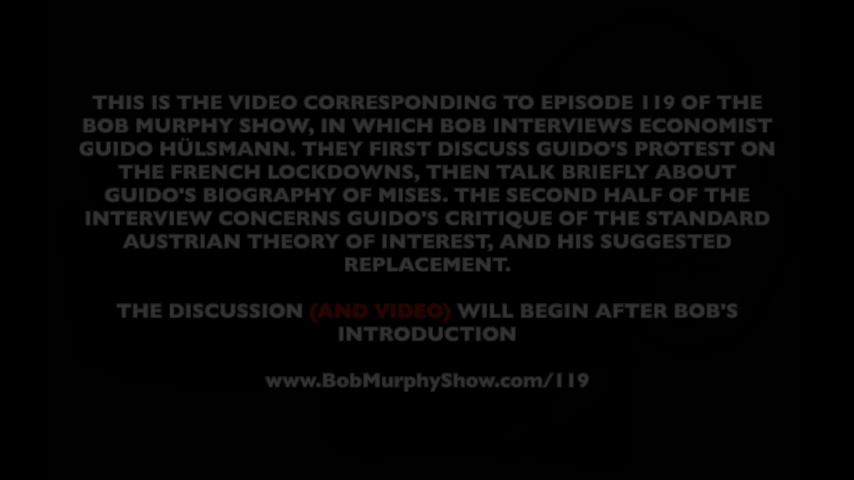 THIS IS THE VIDEO CORRESPONDING TO EPISODE 119 OF THE
BOB MURPHY SHOW, IN WHICH BOB INTERVIEWS ECONOMIST
GUIDO HÜLSMANN. THEY FIRST DISCUSS GUIDO'S PROTEST ON
THE FRENCH LOCKDOWNS, THEN TALK BRIEFLY ABOUT
GUIDO'S BIOGRAPHY OF MISES. THE SECOND HALF OF THE
INTERVIEW CONCERNS GUIDO'S CRITIQUE OF THE STANDARD
AUSTRIAN THEORY OF INTEREST, AND HIS SUGGESTED
REPLACEMENT.
THE DISCUSSION (AND VIDEO) WILL BEGIN AFTER BOB'S
INTRODUCTION
www.BobMurphyShow.com/119